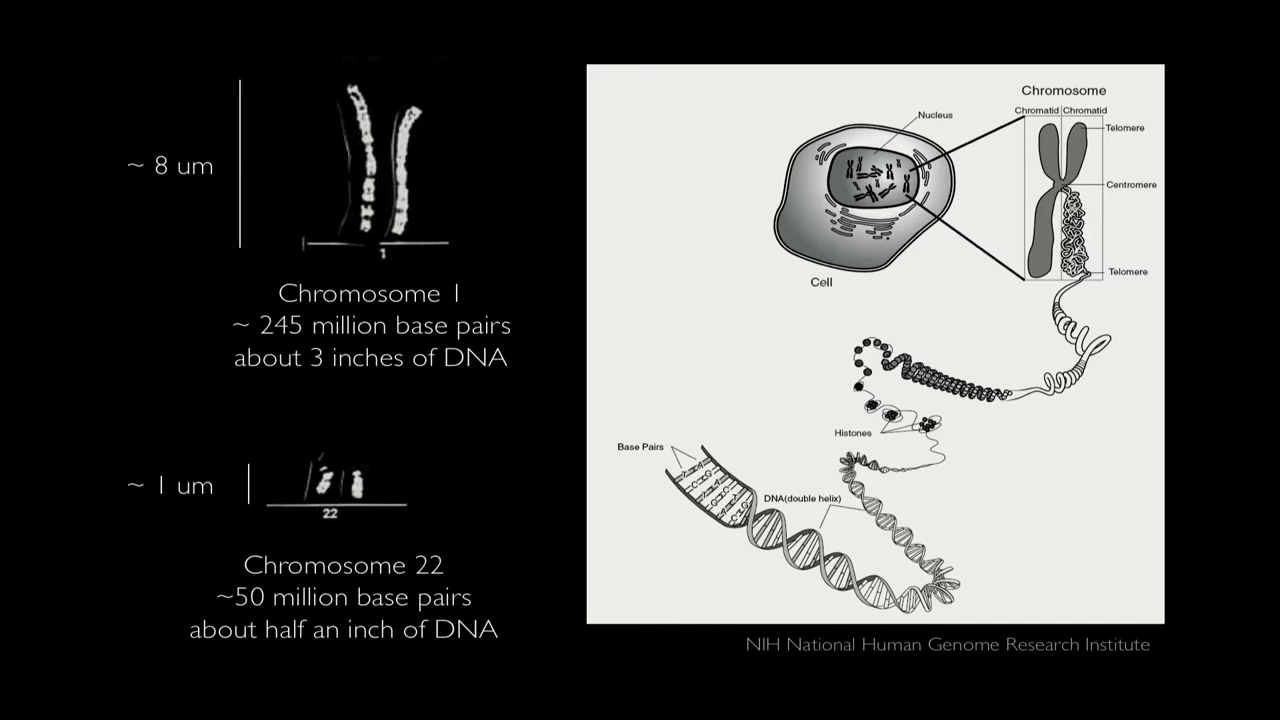 ~ 8 um
1
Chromosome 1
~ 245 million base pairs
about 3 inches of DNA
~ 1 um
22
Chromosome 22
~50 million base pairs
about half an inch of DNA
Chromosome
Chromatid Chromatid
Nucleus
Telomere
Centromere
Telomere
Cell
Histones
Base Pairs
DNA(double helix)
NIH National Human Genome Research Institute